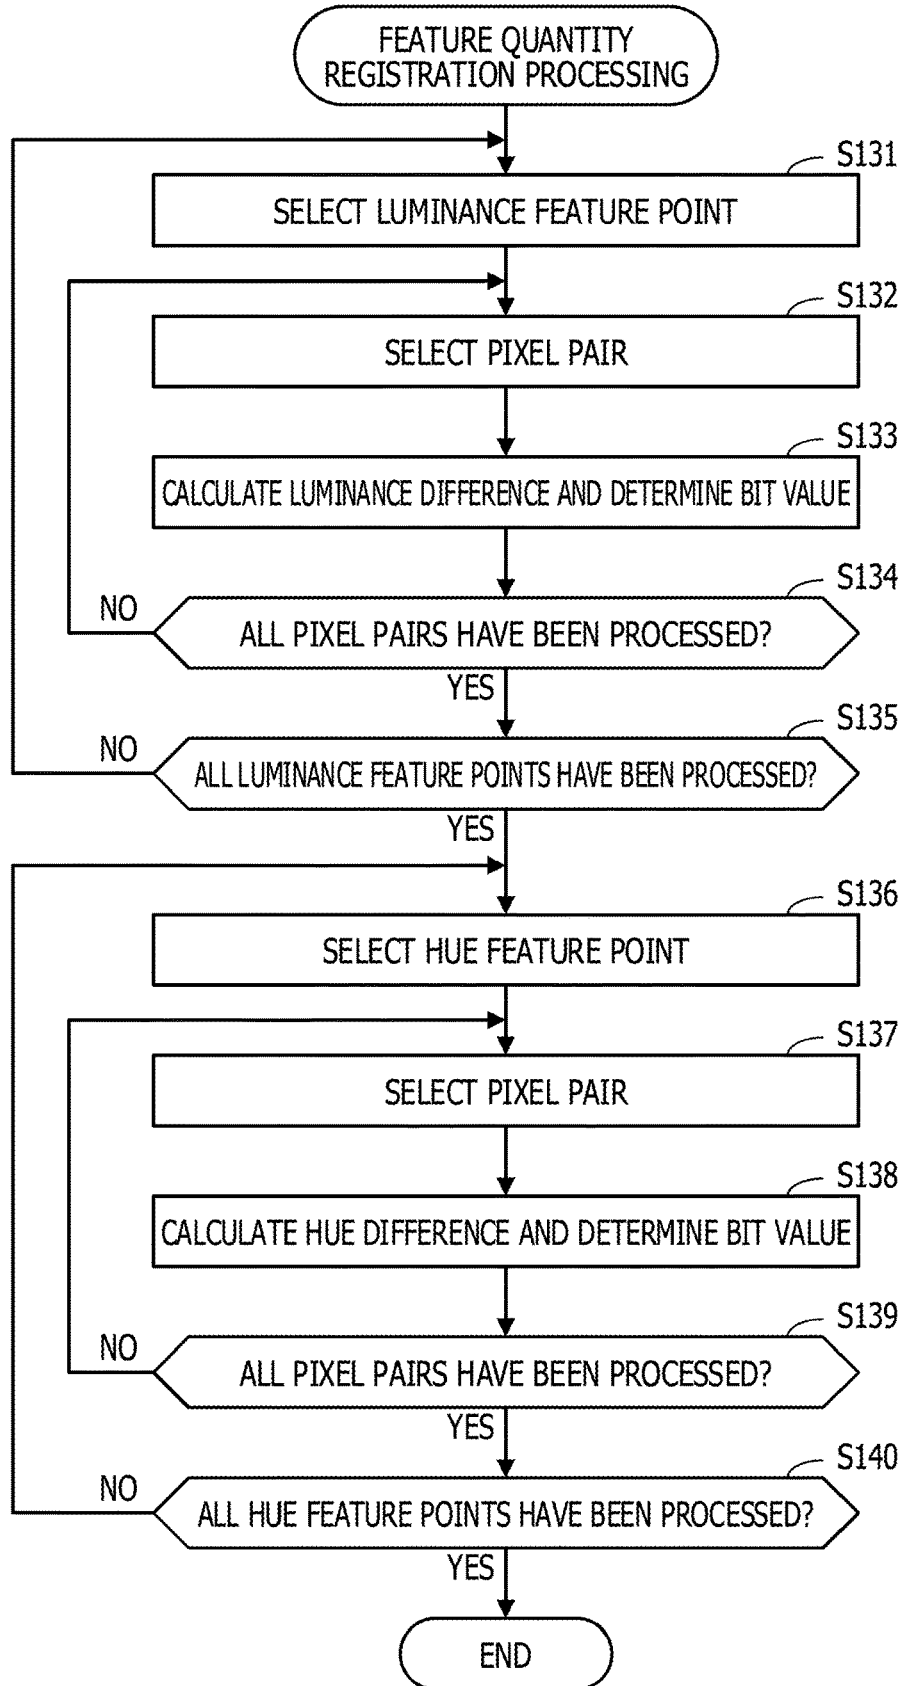 FEATURE QUANTITY
REGISTRATION PROCESSING
S131
SELECT LUMINANCE FEATURE POINT
S132
SELECT PIXEL PAIR
S133
CALCULATE LUMINANCE DIFFERENCE AND DETERMINE BIT VALUE
S134
NO
ALL PIXEL PAIRS HAVE BEEN PROCESSED?
YES
S135
NO
ALL LUMINANCE FEATURE POINTS HAVE BEEN PROCESSED?
YES
S136
SELECT HUE FEATURE POINT
S137
SELECT PIXEL PAIR
S138
CALCULATE HUE DIFFERENCE AND DETERMINE BIT VALUE
S139
NO
ALL PIXEL PAIRS HAVE BEEN PROCESSED?
YES
S140
NO
ALL HUE FEATURE POINTS HAVE BEEN PROCESSED?
YES
END